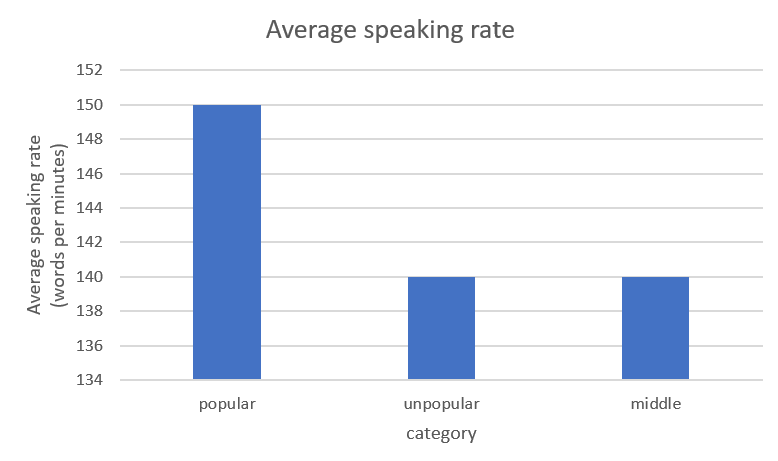 Average speaking rate
152
150
148
146
144
142
140
138
136
134
Average speaking rate
(words per minutes)
popular
unpopular
middle
category